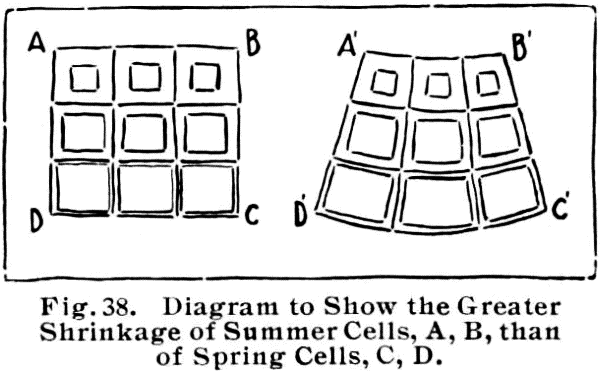 A B A' B'
D C D' C'
Fig. 38. Diagram to Show the Greater
Shrinkage of Summer Cells, A, B, than
of Spring Cells, C, D.